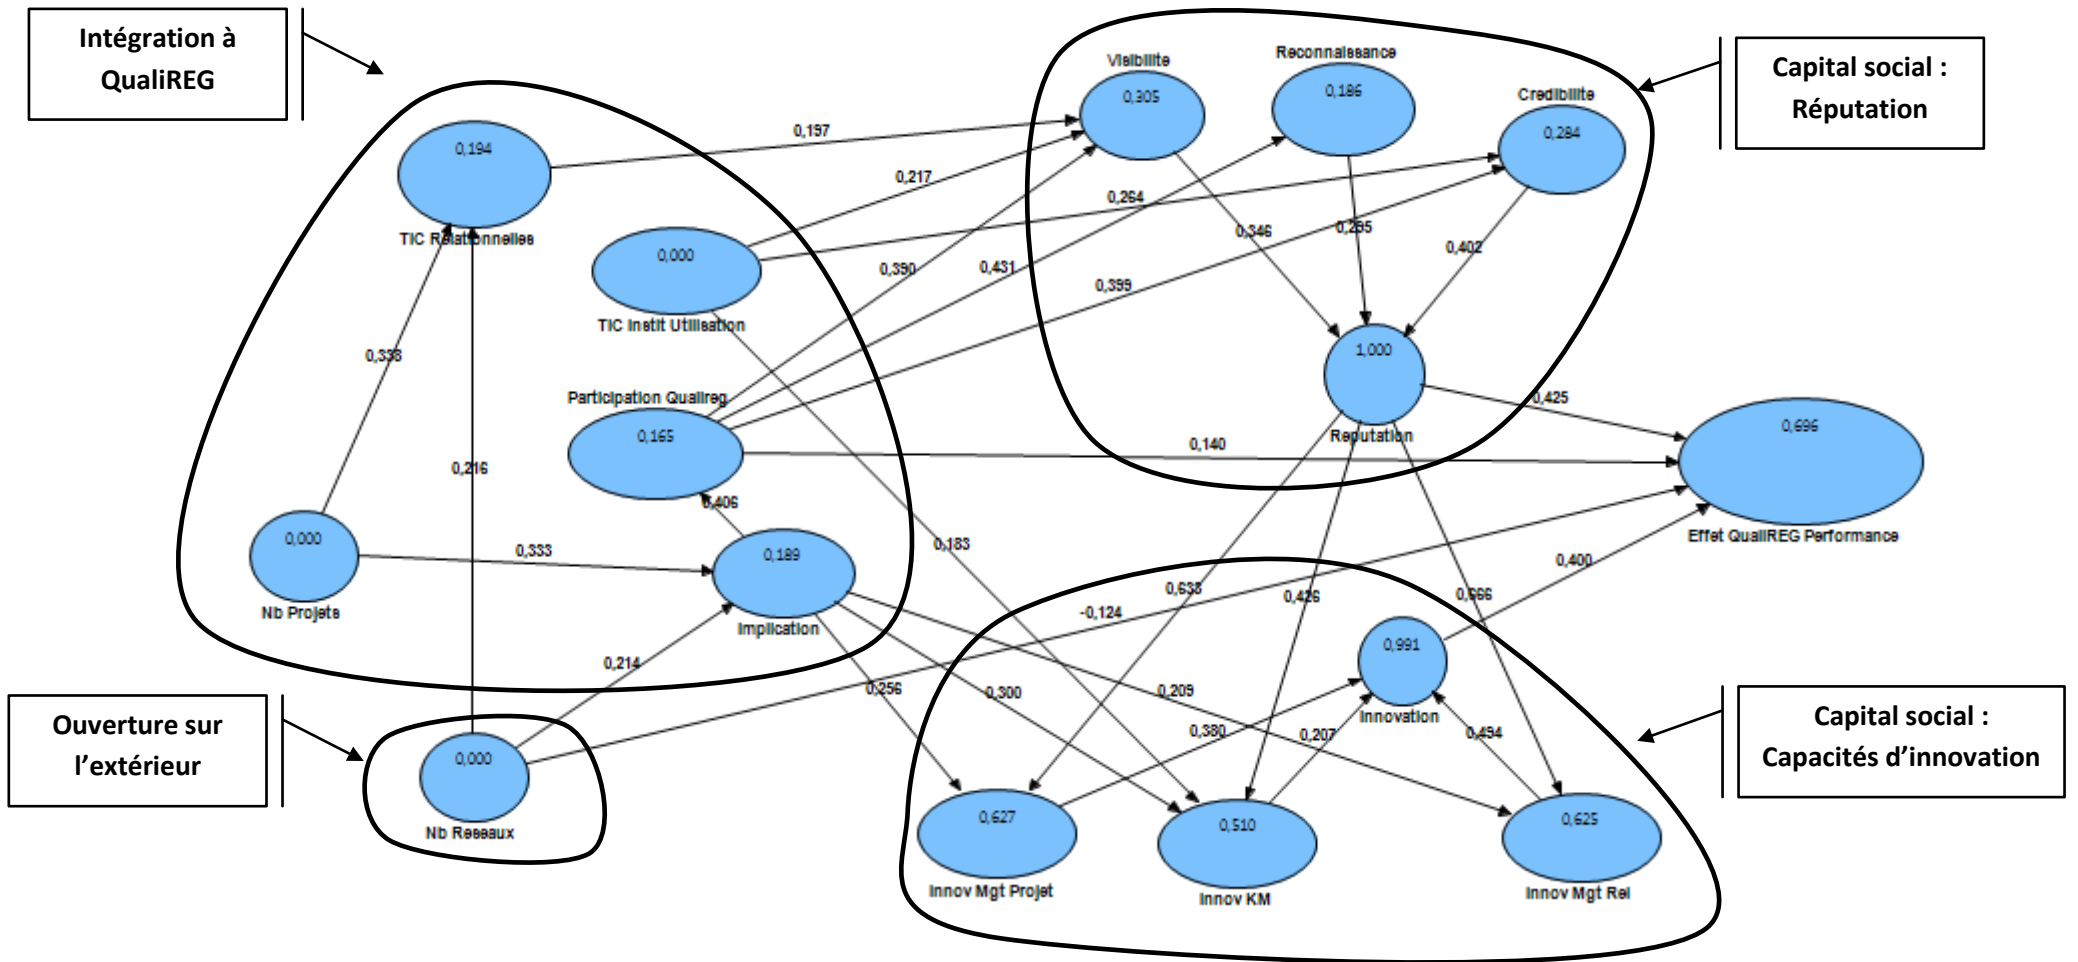 Intégration à
QualiREG
Capital social :
Réputation
Visibilite
0,305
Reconnaissance
0,186
Credibilite
0,284
0,194
TIC Relationnelles
0,197
0,217
0,264
0,000
TIC Instit Utilisation
0,390
0,431
0,399
0,346
0,295
0,402
1,000
Reputation
0,333
Participation Qualireg
0,165
0,216
0,406
0,140
0,425
0,696
Effet QualiREG Performance
0,000
Nb Projets
0,333
0,189
Implication
0,183
0,633
0,426
0,666
0,400
-0,124
0,214
0,256
0,300
0,209
0,991
Innovation
0,380
0,207
0,494
Ouverture sur
l’extérieur
0,000
Nb Reseaux
Capital social :
Capacités d’innovation
0,627
Innov Mgt Projet
0,510
Innov KM
0,625
Innov Mgt Rel